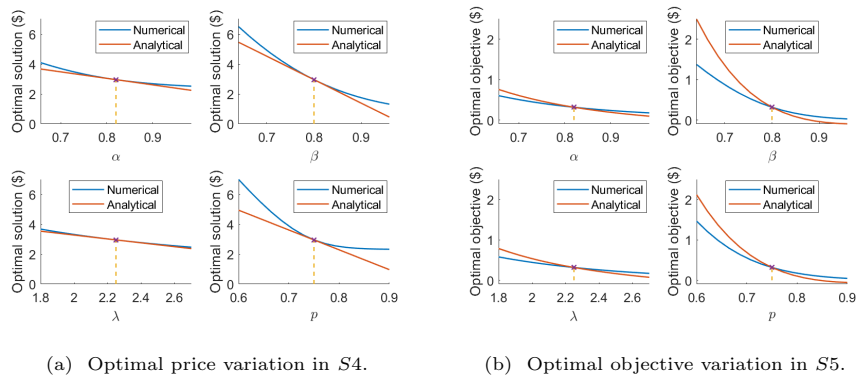 Optimal solution ($)
6
4
2
0
0.7 0.8 0.9
α
Numerical
Analytical
Optimal solution ($)
6
4
2
0
0.7 0.8 0.9
β
Numerical
Analytical
Optimal solution ($)
6
4
2
0
1.8 2 2.2 2.4 2.6
λ
Numerical
Analytical
Optimal solution ($)
6
4
2
0
0.6 0.7 0.8 0.9
p
Numerical
Analytical
(a) Optimal price variation in S4.
Optimal objective ($)
2
1
0
0.7 0.8 0.9
α
Numerical
Analytical
Optimal objective ($)
2
1
0
0.7 0.8 0.9
β
Numerical
Analytical
Optimal objective ($)
2
1
0
1.8 2 2.2 2.4 2.6
λ
Numerical
Analytical
Optimal objective ($)
2
1
0
0.6 0.7 0.8 0.9
p
Numerical
Analytical
(b) Optimal objective variation in S5.